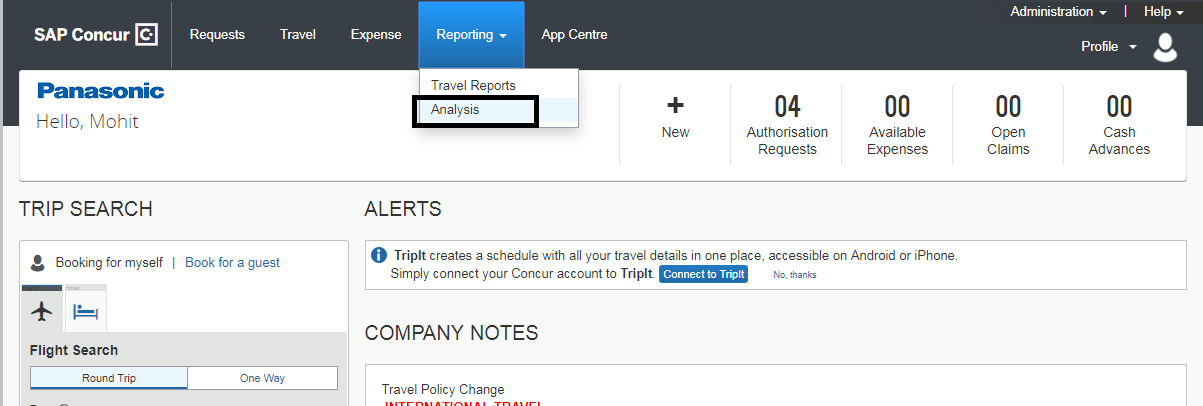 Administration | Help
SAP Concur C
Requests Travel Expense Reporting App Centre
Profile
Travel Reports
Analysis
Panasonic
Hello, Mohit
+ 04 00 00 00
New Authorisation Available Open Cash
Requests Expenses Claims Advances
TRIP SEARCH
Booking for myself | Book for a guest
Flight Search
Round Trip One Way
ALERTS
TripIt creates a schedule with all your travel details in one place, accessible on Android or iPhone.
Simply connect your Concur account to TripIt. Connect to TripIt No, thanks
COMPANY NOTES
Travel Policy Change
INTERNATIONAL TRAVEL